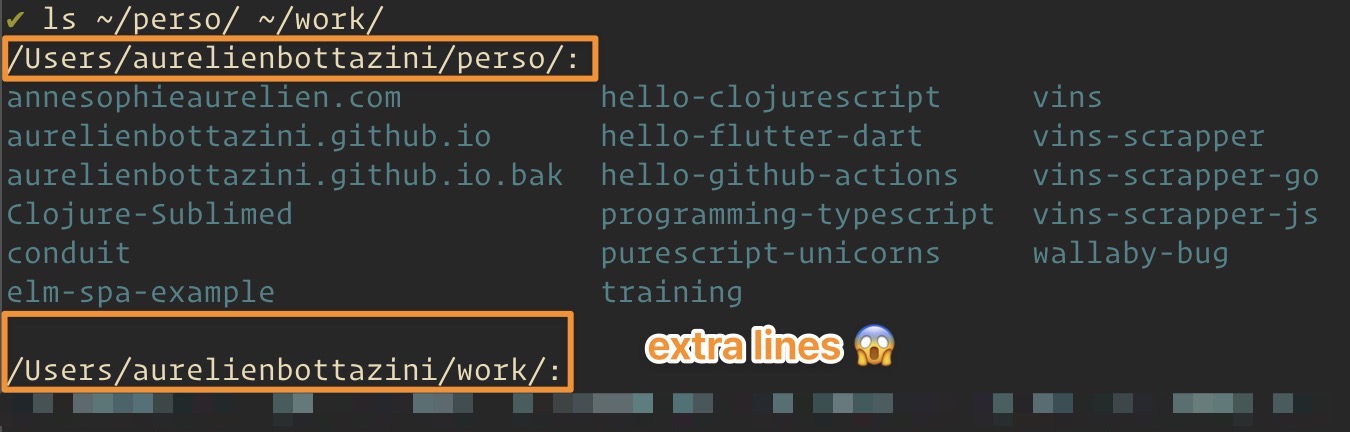 ✔ ls ~/perso/ ~/work/
/Users/aurelienbottazini/perso/:
annesophieaurelien.com hello-clojurescript vins
aurelienbottazini.github.io hello-flutter-dart vins-scrapper
aurelienbottazini.github.io.bak hello-github-actions vins-scrapper-go
Clojure-Sublimed programming-typescript vins-scrapper-js
conduit purescript-unicorns wallaby-bug
elm-spa-example training
extra lines 😱
/Users/aurelienbottazini/work/: